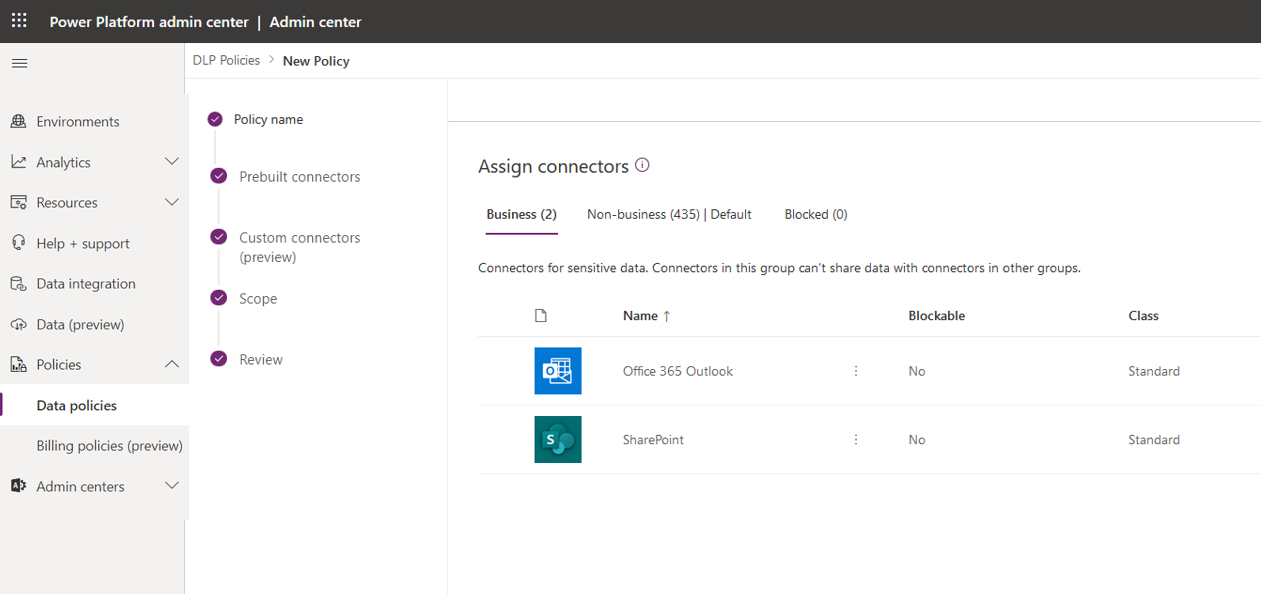 Power Platform admin center | Admin center
DLP Policies > New Policy
Environments
Analytics
Resources
Help + support
Data integration
Data (preview)
Policies
Data policies
Billing policies (preview)
Admin centers
Policy name
Prebuilt connectors
Custom connectors
(preview)
Scope
Review
Assign connectors
Business (2) Non-business (435) | Default Blocked (0)
Connectors for sensitive data. Connectors in this group can't share data with connectors in other groups.
Name ↑ Blockable Class
Office 365 Outlook No Standard
SharePoint No Standard